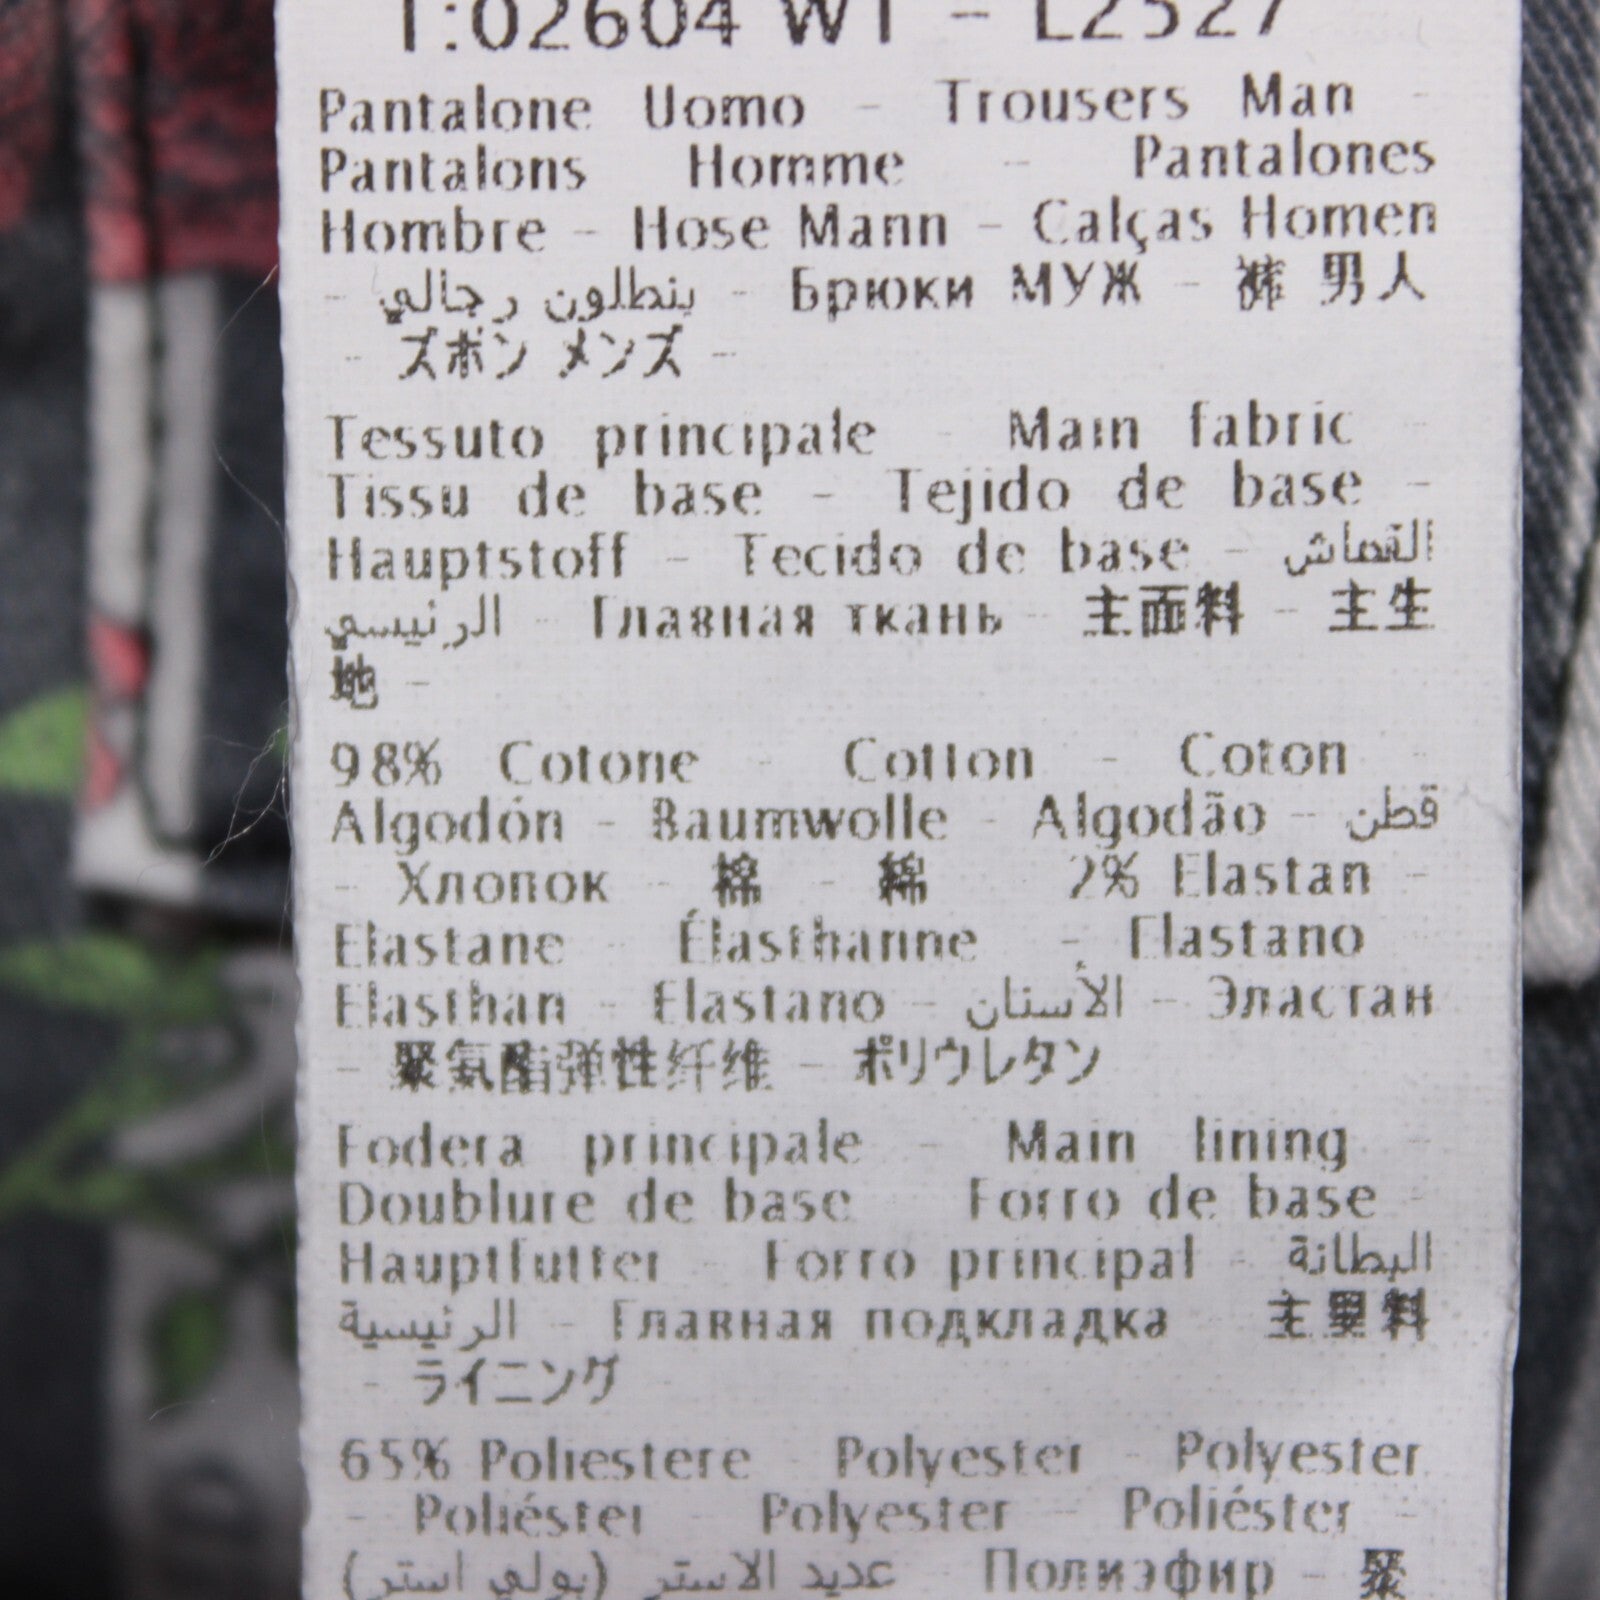 T:02604 WT - L2527
Pantalone Uomo - Trousers Man -
Pantalons Homme - Pantalones
Hombre - Hose Mann - Calças Homen
- بنطلون رجالي - Брюки МУЖ - 裤 男人
- ズボン メンズ -
Tessuto principale - Main fabric -
Tissu de base - Tejido de base -
Hauptstoff - Tecido de base - القماش
الرئيسي - Главная ткань - 主面料 - 主生
地 -
98% Cotone - Cotton - Coton -
Algodón - Baumwolle - Algodão - قطن
- Хлопок - 棉 - 綿 2% Elastan -
Elastane - Élasthanne - Elastano -
Elasthan - Elastano - الأستان - Эластан
- 聚氨酯弹性纤维 - ポリウレタン
Fodera principale - Main lining -
Doublure de base - Forro de base -
Hauptfutter - Forro principal - البطانة
الرئيسية - Главная подкладка - 主里料
- ライニング
65% Poliestere - Polyester - Polyester
- Poliéster - Polyester - Poliéster -
عديد الاستر (بولي استر) - Полиэфир - 聚